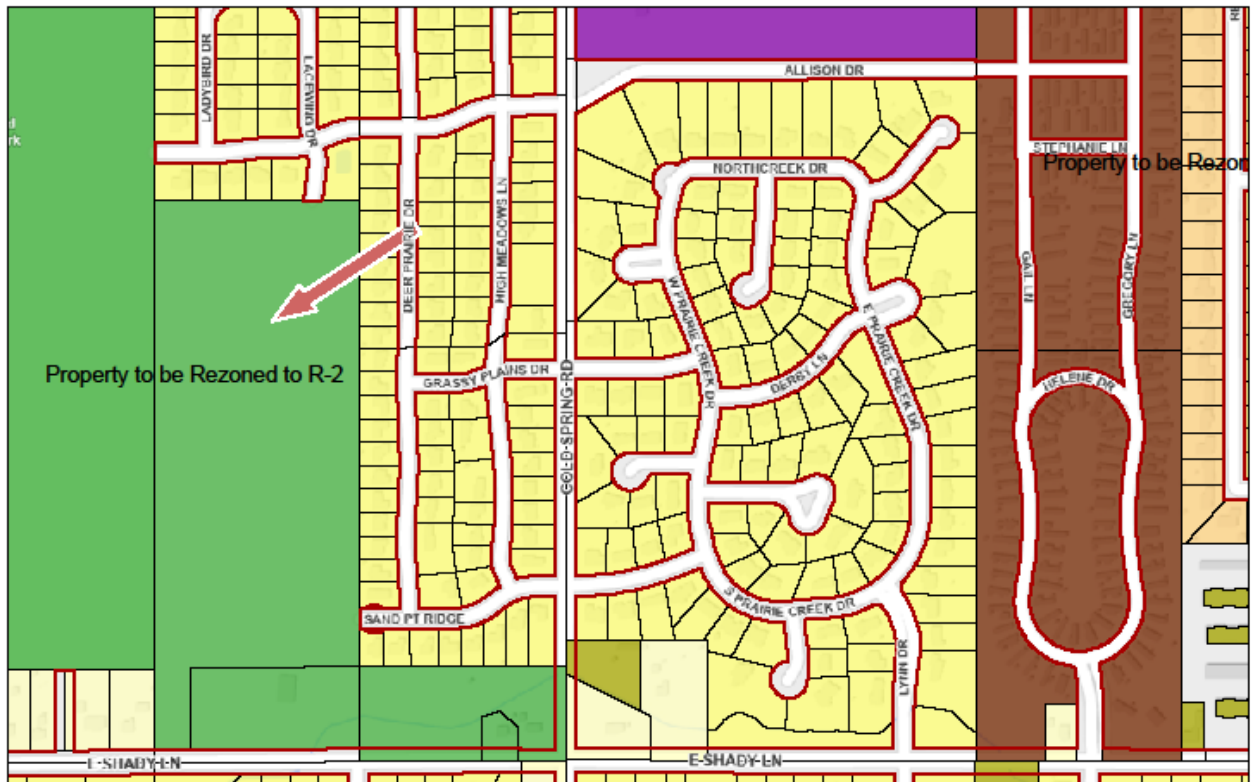 LADYBIRD DR
LACEWING DR
ALLISON DR
STEPHANIE LN
Property to be Rezon
NORTHCREEK DR
DEER PRAIRIE DR
HIGH MEADOWS LN
W PRAIRIE CREEK DR
E PRAIRIE CREEK DR
GAIL LN
GREGORY LN
Property to be Rezoned to R-2
GRASSY PLAINS DR
GOLD-SPRING-RD
DERBY LN
HELENE DR
SAND PT RIDGE
S PRAIRIE CREEK DR
LYNN DR
E-SHADY-LN
E-SHADY-LN